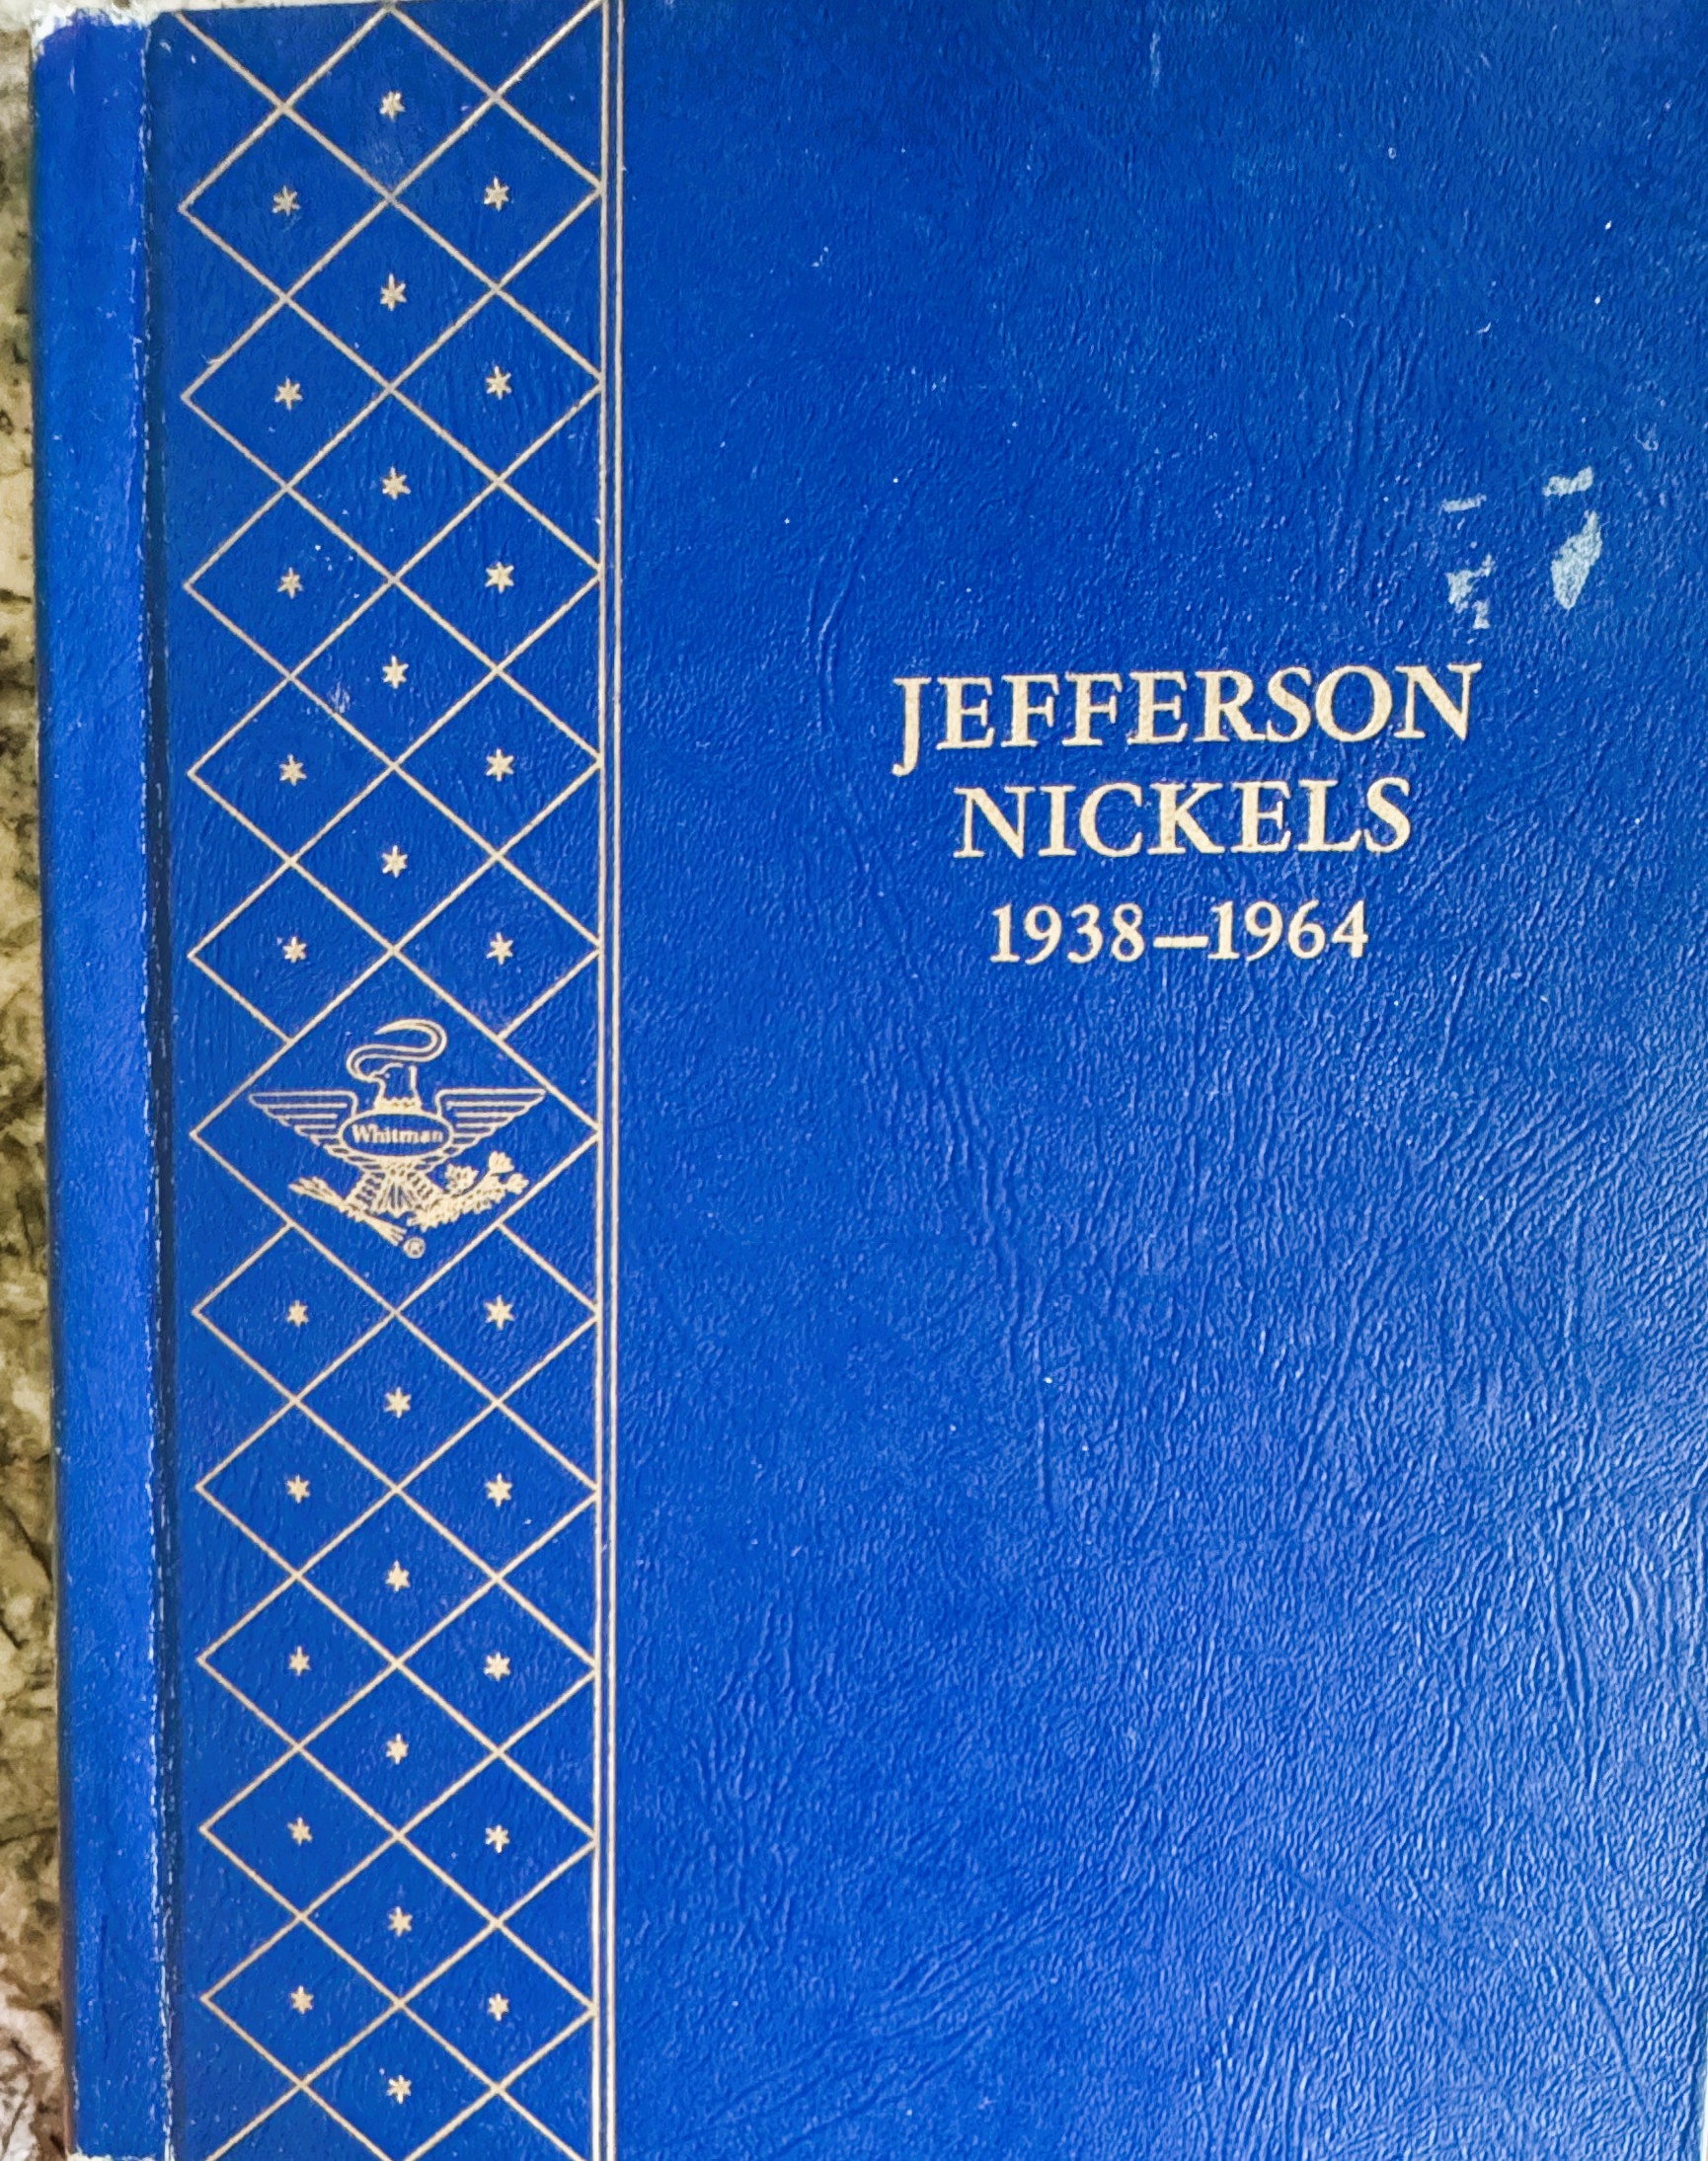 JEFFERSON
NICKELS
1938–1964
Whitman
®